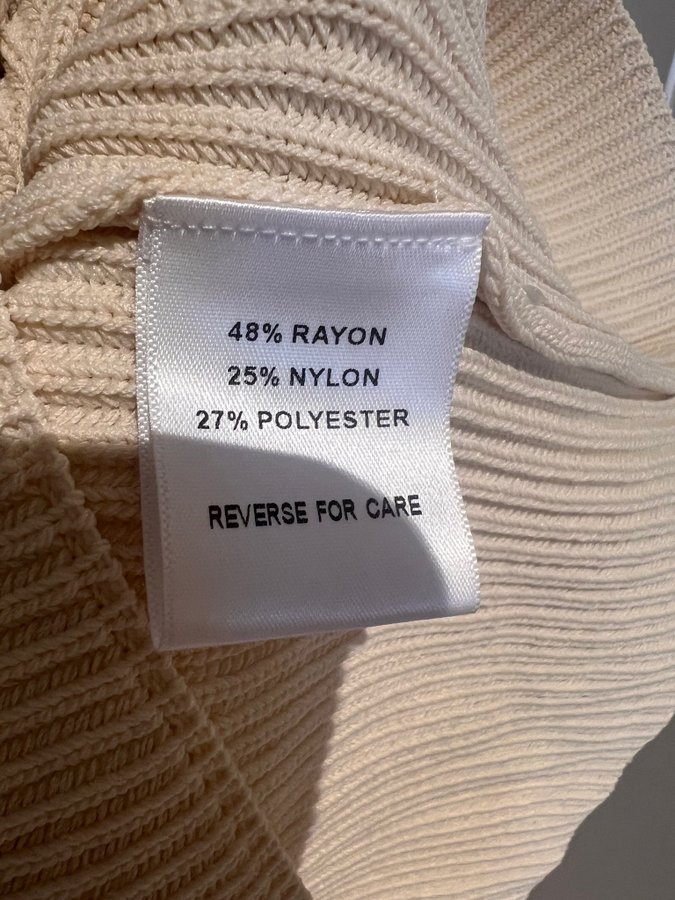 48% RAYON
25% NYLON
27% POLYESTER
REVERSE FOR CARE